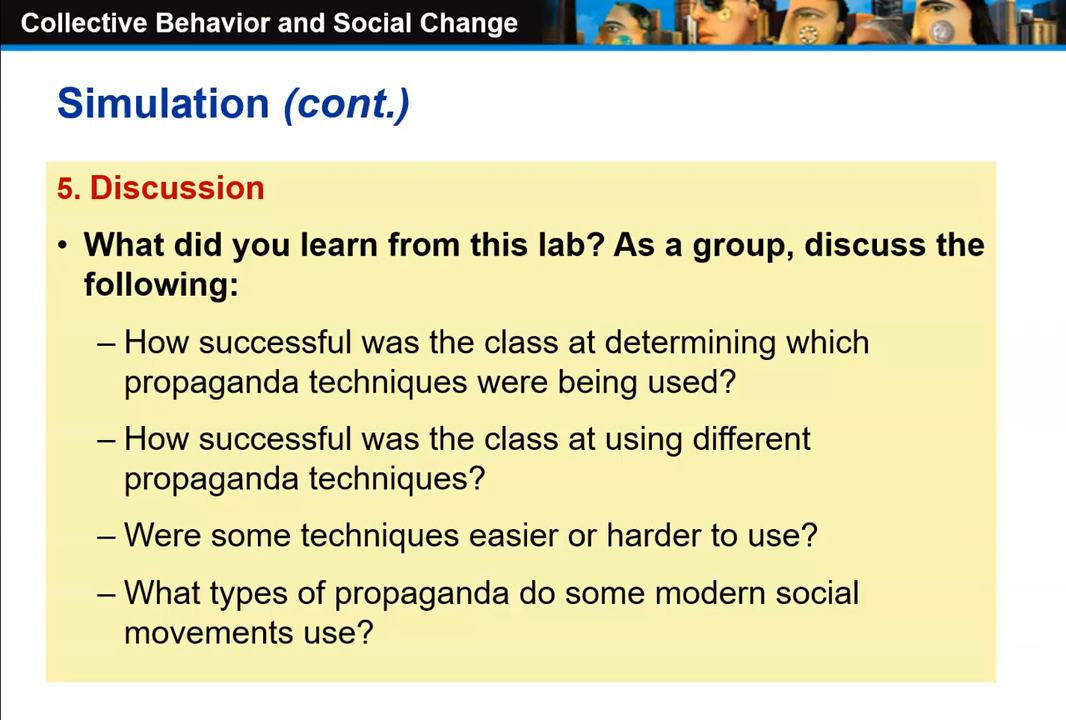 Collective Behavior and Social Change
Simulation (cont.)
5. Discussion
• What did you learn from this lab? As a group, discuss the
following:
– How successful was the class at determining which
propaganda techniques were being used?
– How successful was the class at using different
propaganda techniques?
– Were some techniques easier or harder to use?
– What types of propaganda do some modern social
movements use?